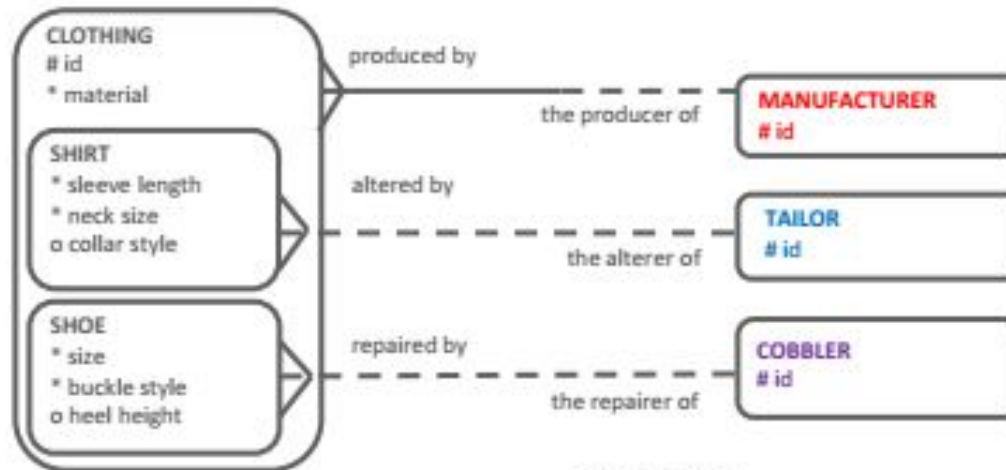 CLOTHING
# id
* material
SHIRT
* sleeve length
* neck size
o collar style
SHOE
* size
* buckle style
o heel height
produced by
the producer of
altered by
the alterer of
repaired by
the repairer of
MANUFACTURER
# id
TAILOR
# id
COBBLER
# id